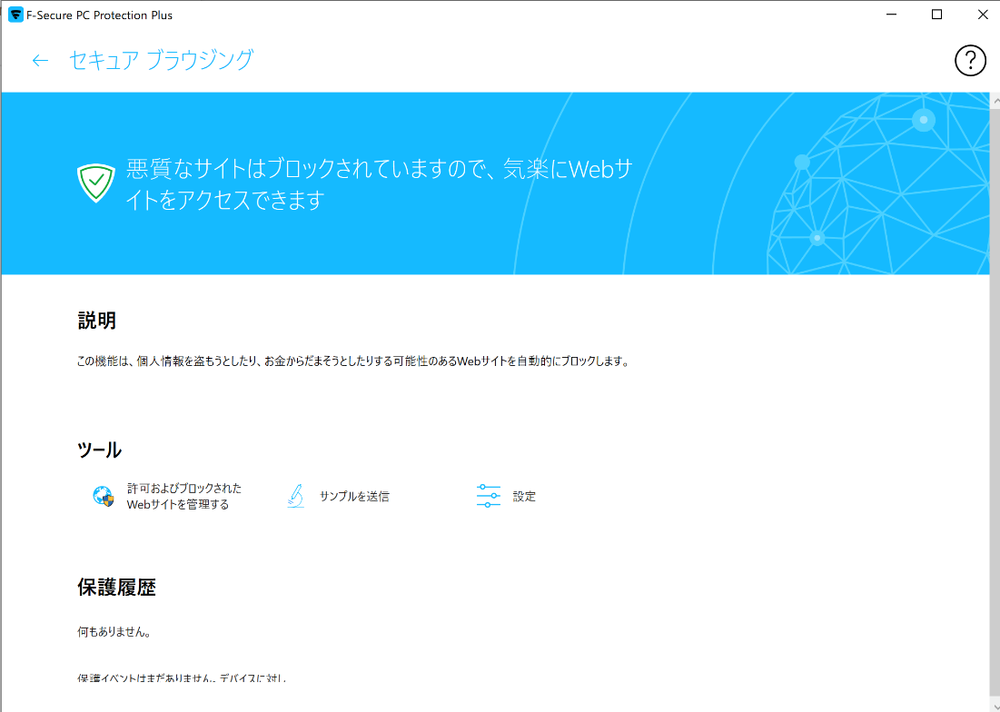 F-Secure PC Protection Plus
セキュア ブラウジング
?
悪質なサイトはブロックされていますので、気楽にWebサ
イトをアクセスできます
説明
この機能は、個人情報を盗もうとしたり、お金からだまそうとしたりする可能性のあるWebサイトを自動的にブロックします。
ツール
許可およびブロックされた
Webサイトを管理する
サンプルを送信
設定
保護履歴
何もありません。
保護イベントはまだありません。デバイスに対し